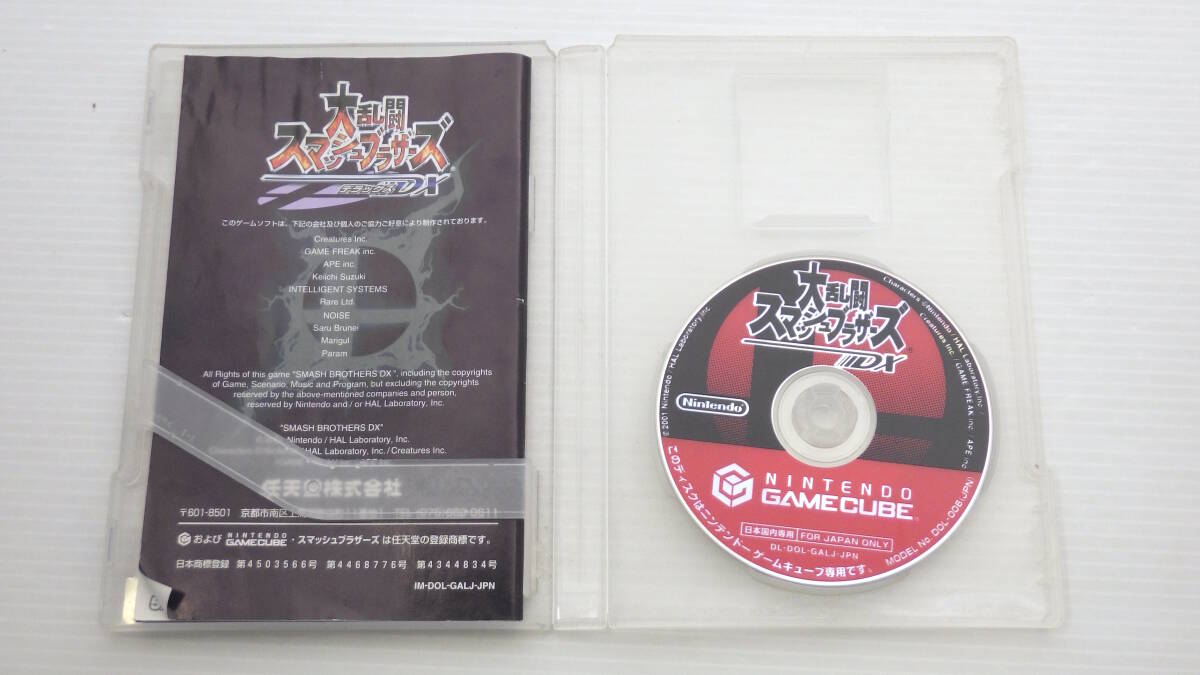 大乱闘
スマッシュブラザーズ
デラックス DX
このゲームソフトは、下記の会社及び個人のご協力ご好意により制作されております。
Creatures Inc.
GAME FREAK inc.
APE inc.
Keiichi Suzuki
INTELLIGENT SYSTEMS
Rare Ltd.
NOISE
Saru Brunei
Marigul
Param
All Rights of this game "SMASH BROTHERS DX", including the copyrights
of Game, Scenario, Music and Program, but excluding the copyrights
reserved by the above-mentioned companies and person,
reserved by Nintendo and / or HAL Laboratory, Inc.
"SMASH BROTHERS DX"
Nintendo / HAL Laboratory, Inc.
HAL Laboratory, Inc. / Creatures Inc.
任天堂株式会社
〒601-8501 京都市南区上
および NINTENDO GAMECUBE・スマッシュブラザーズ は任天堂の登録商標です。
日本商標登録 第4503566号 第4468776号 第4344834号
IM-DOL-GALJ-JPN
大乱闘
スマッシュブラザーズ
DX
Nintendo
NINTENDO
GAMECUBE
日本国内専用 FOR JAPAN ONLY
DL-DOL-GALJ-JPN
© 2001 Nintendo / HAL Laboratory Inc.
Characters © Nintendo / HAL Laboratory Inc. / Creatures Inc. / GAME FREAK inc. / APE inc.
このディスクはニンテンドーゲームキューブ専用です。
MODEL No. DOL-006(JPN)